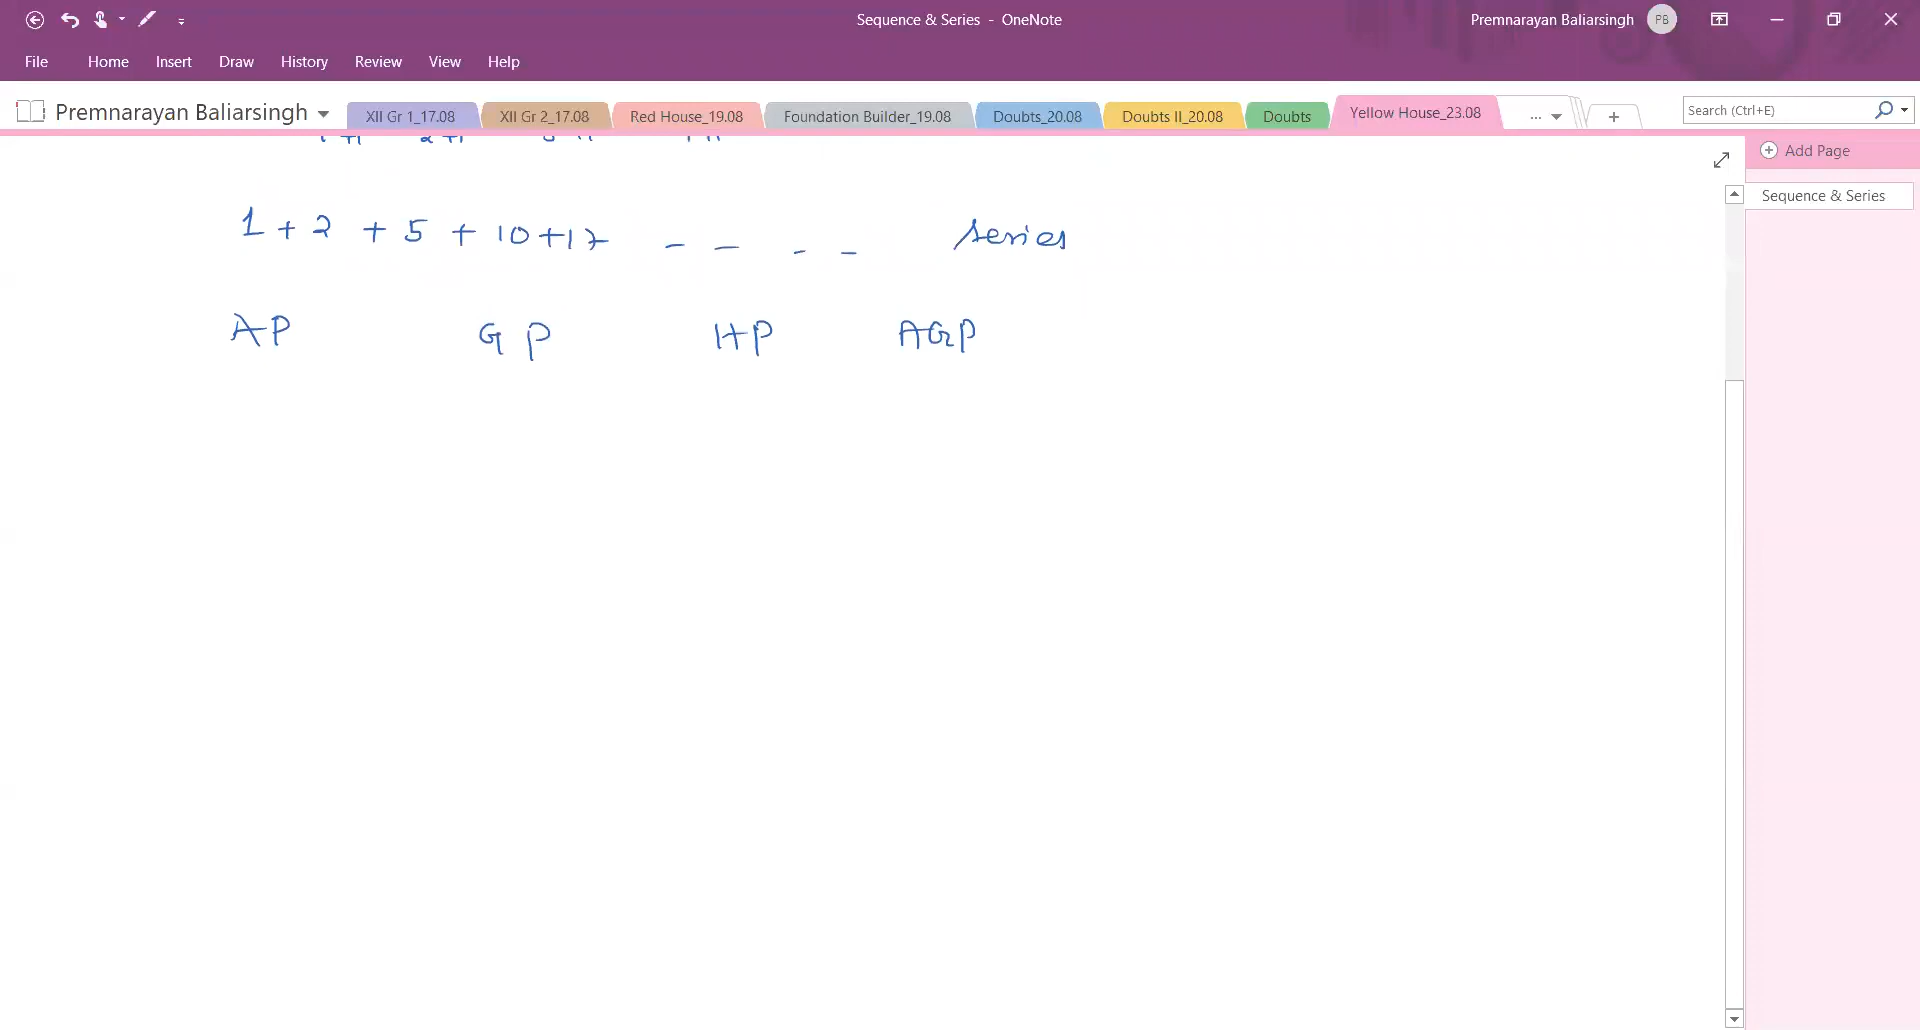 Sequence & Series - OneNote
Premnarayan Baliarsingh PB
File Home Insert Draw History Review View Help
Premnarayan Baliarsingh
XII Gr 1_17.08 XII Gr 2_17.08 Red House_19.08 Foundation Builder_19.08 Doubts_20.08 Doubts II_20.08 Doubts Yellow House_23.08 ... +
Search (Ctrl+E)
Add Page
Sequence & Series
1 + 2 + 5 + 10 + 17 - - - - series
AP GP HP AGP